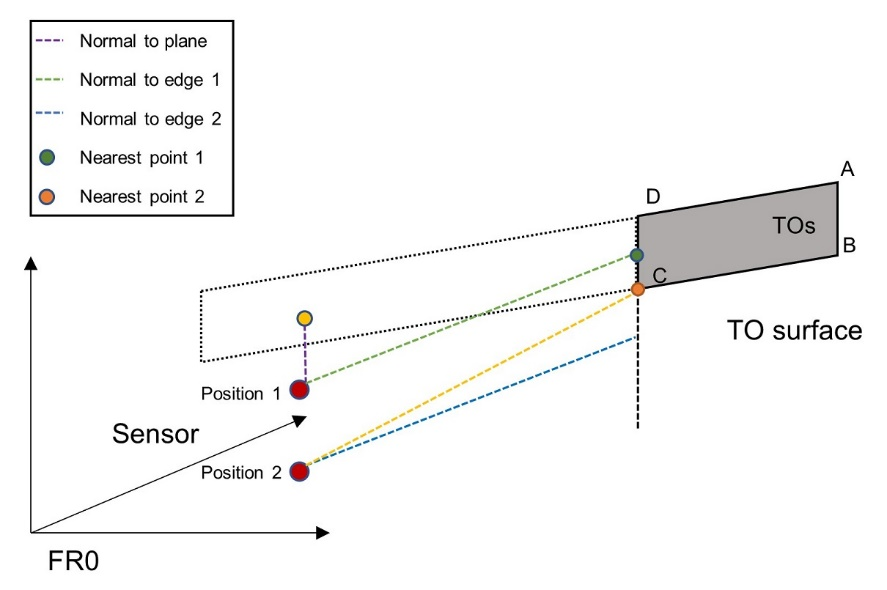 Normal to plane
Normal to edge 1
Normal to edge 2
Nearest point 1
Nearest point 2
A
D
TOs
B
C
TO surface
Position 1
Sensor
Position 2
FR0